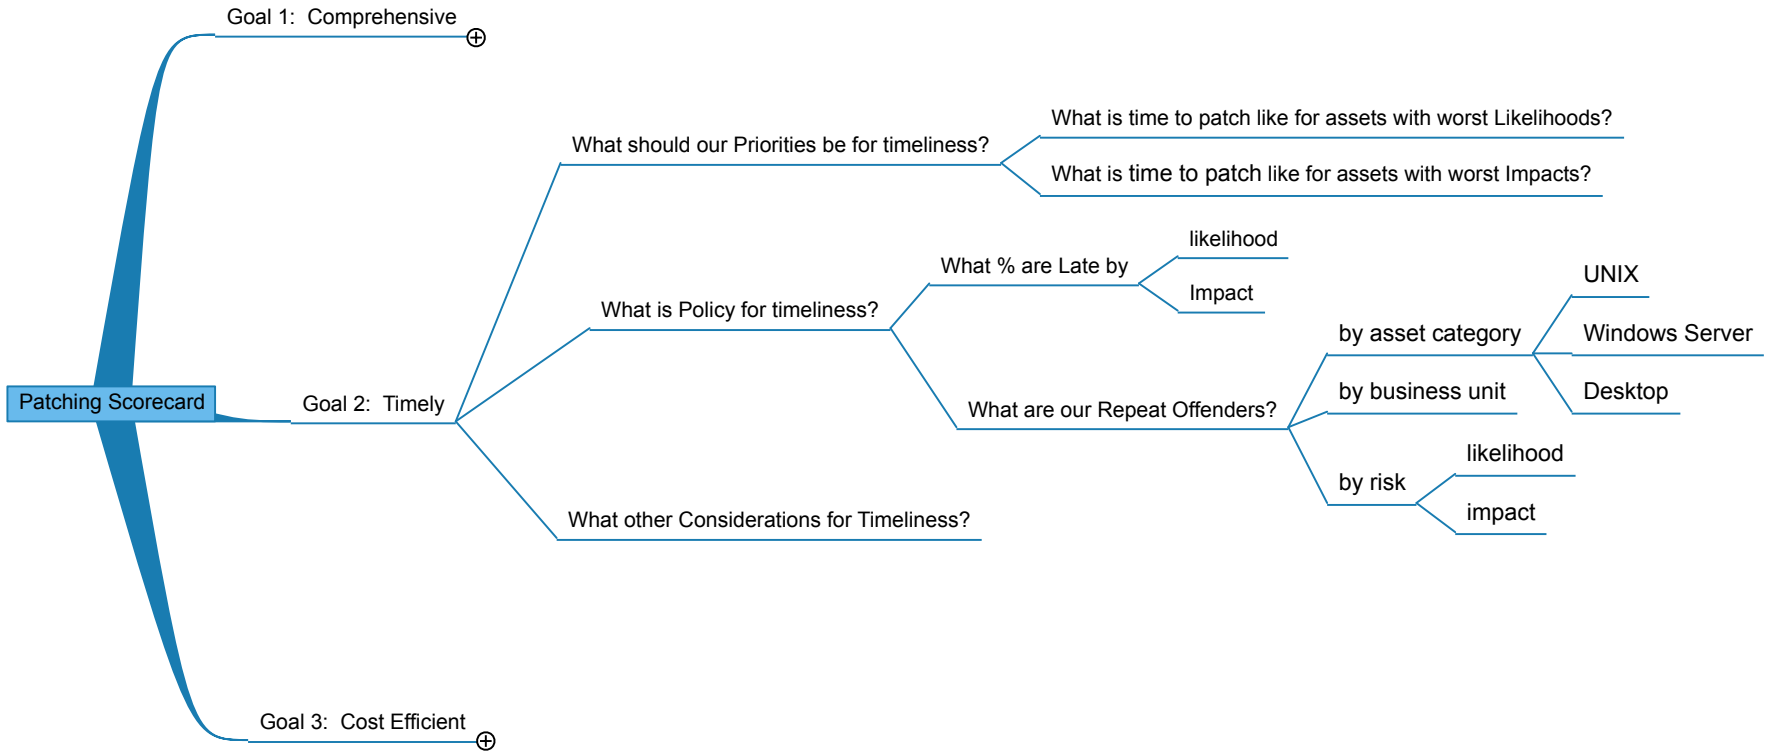 Goal 1:  Comprehensive
What is time to patch like for assets with worst Likelihoods?
What should our Priorities be for timeliness?
What is time to patch like for assets with worst Impacts?
likelihood
What % are Late by
Impact
What is Policy for timeliness?
UNIX
by asset category
Windows Server
Desktop
by business unit
What are our Repeat Offenders?
likelihood
by risk
impact
Patching Scorecard
Goal 2:  Timely
What other Considerations for Timeliness?
Goal 3:  Cost Efficient